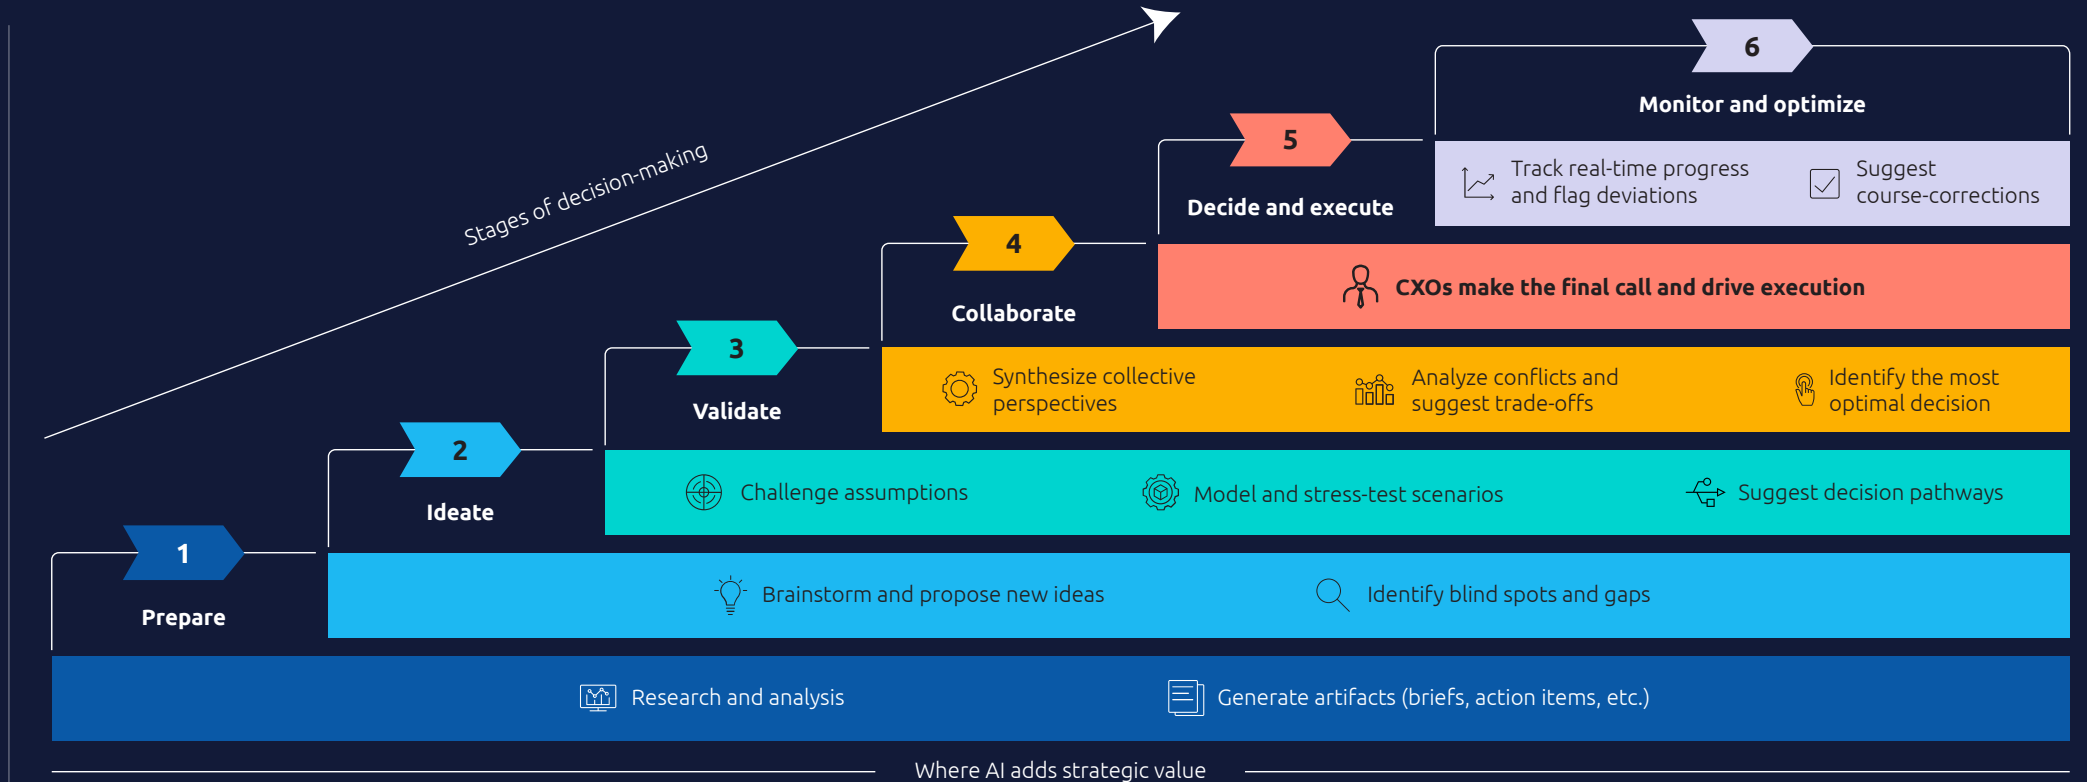 6
Monitor and optimize
Track real-time progress
and flag deviations
Suggest
course-corrections
5
Decide and execute
CXOs make the final call and drive execution
Stages of decision-making
4
Collaborate
Synthesize collective
perspectives
Analyze conflicts and
suggest trade-offs
Identify the most
optimal decision
3
Validate
Challenge assumptions
Model and stress-test scenarios
Suggest decision pathways
2
Ideate
Brainstorm and propose new ideas
Identify blind spots and gaps
1
Prepare
Research and analysis
Generate artifacts (briefs, action items, etc.)
Where AI adds strategic value